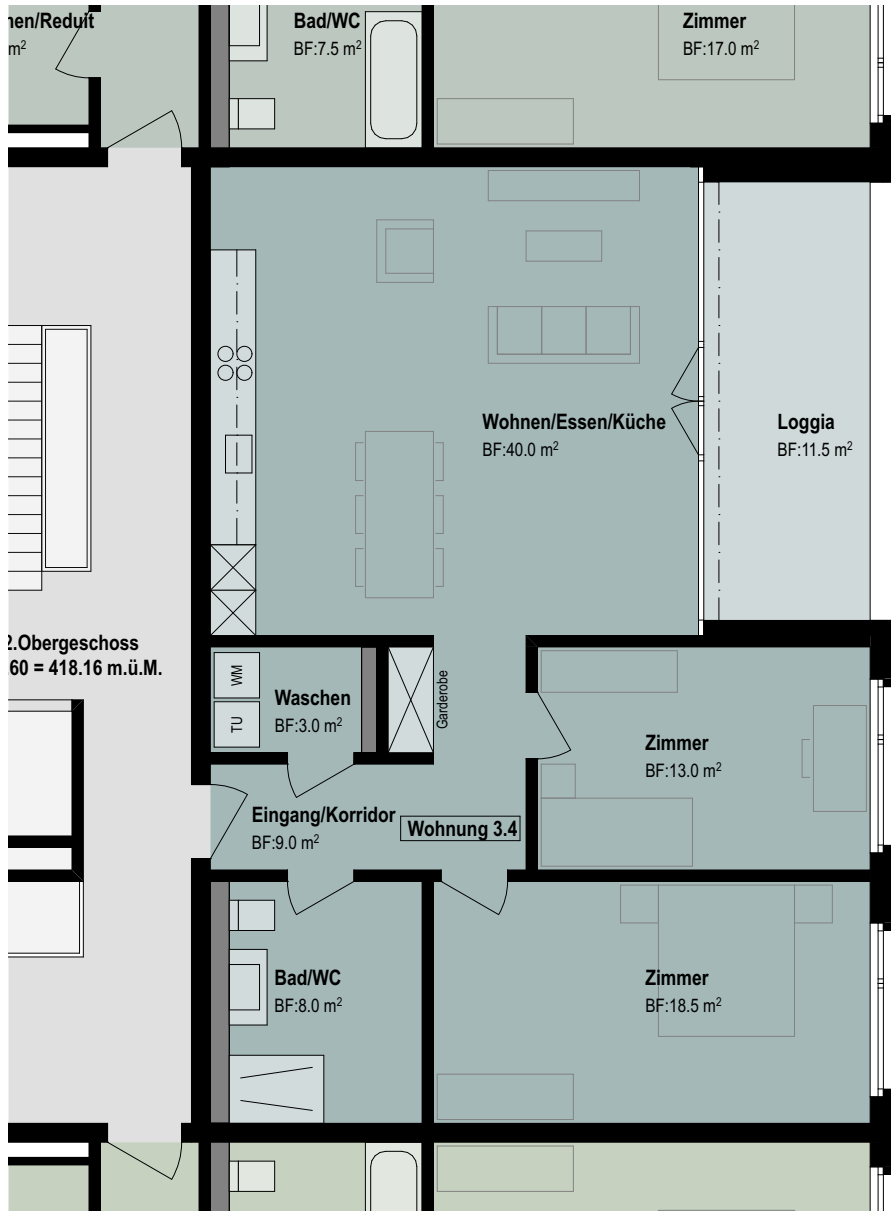 nen/Reduit
m²
Bad/WC
BF:7.5 m²
Zimmer
BF:17.0 m²
Wohnen/Essen/Küche
BF:40.0 m²
Loggia
BF:11.5 m²
2.Obergeschoss
60 = 418.16 m.ü.M.
WM
TU
Waschen
BF:3.0 m²
Garderobe
Zimmer
BF:13.0 m²
Eingang/Korridor
BF:9.0 m²
Wohnung 3.4
Bad/WC
BF:8.0 m²
Zimmer
BF:18.5 m²